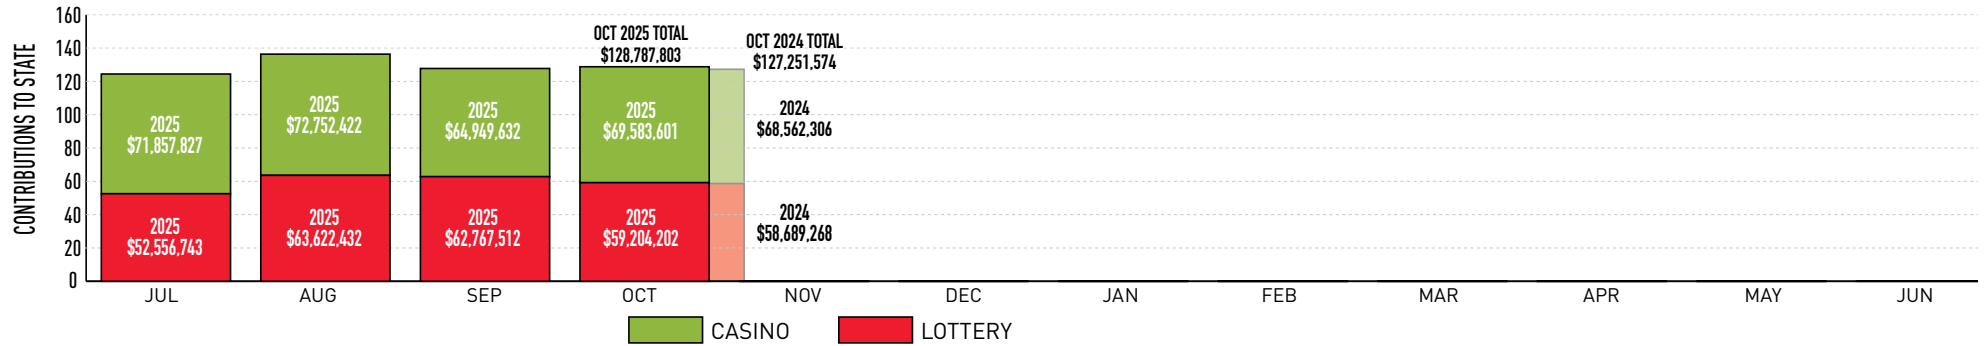 CONTRIBUTIONS TO STATE
160
140
120
100
80
60
40
20
0
2025
$71,857,827
2025
$52,556,743
2025
$72,752,422
2025
$63,622,432
2025
$64,949,632
2025
$62,767,512
OCT 2025 TOTAL
$128,787,803
2025
$69,583,601
2025
$59,204,202
OCT 2024 TOTAL
$127,251,574
2024
$68,562,306
2024
$58,689,268
JUL
AUG
SEP
OCT
NOV
DEC
JAN
FEB
MAR
APR
MAY
JUN
CASINO
LOTTERY